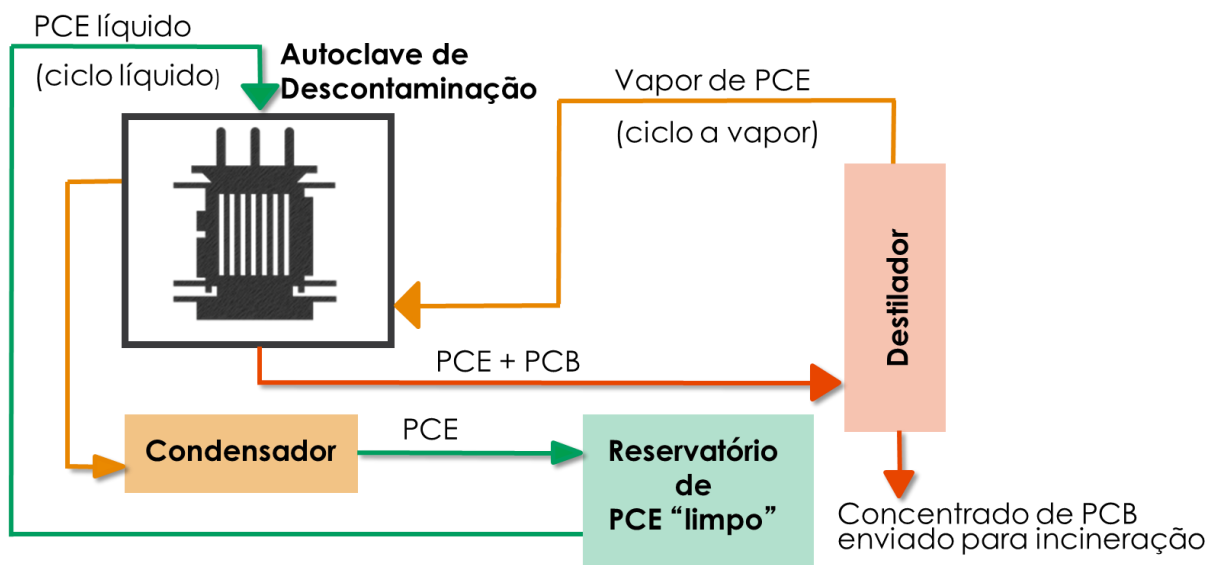 PCE líquido
(ciclo líquido)
Autoclave de
Descontaminação
Vapor de PCE
(ciclo a vapor)
Destilador
PCE + PCB
Condensador
PCE
Reservatório
de
PCE “limpo”
Concentrado de PCB
enviado para incineração